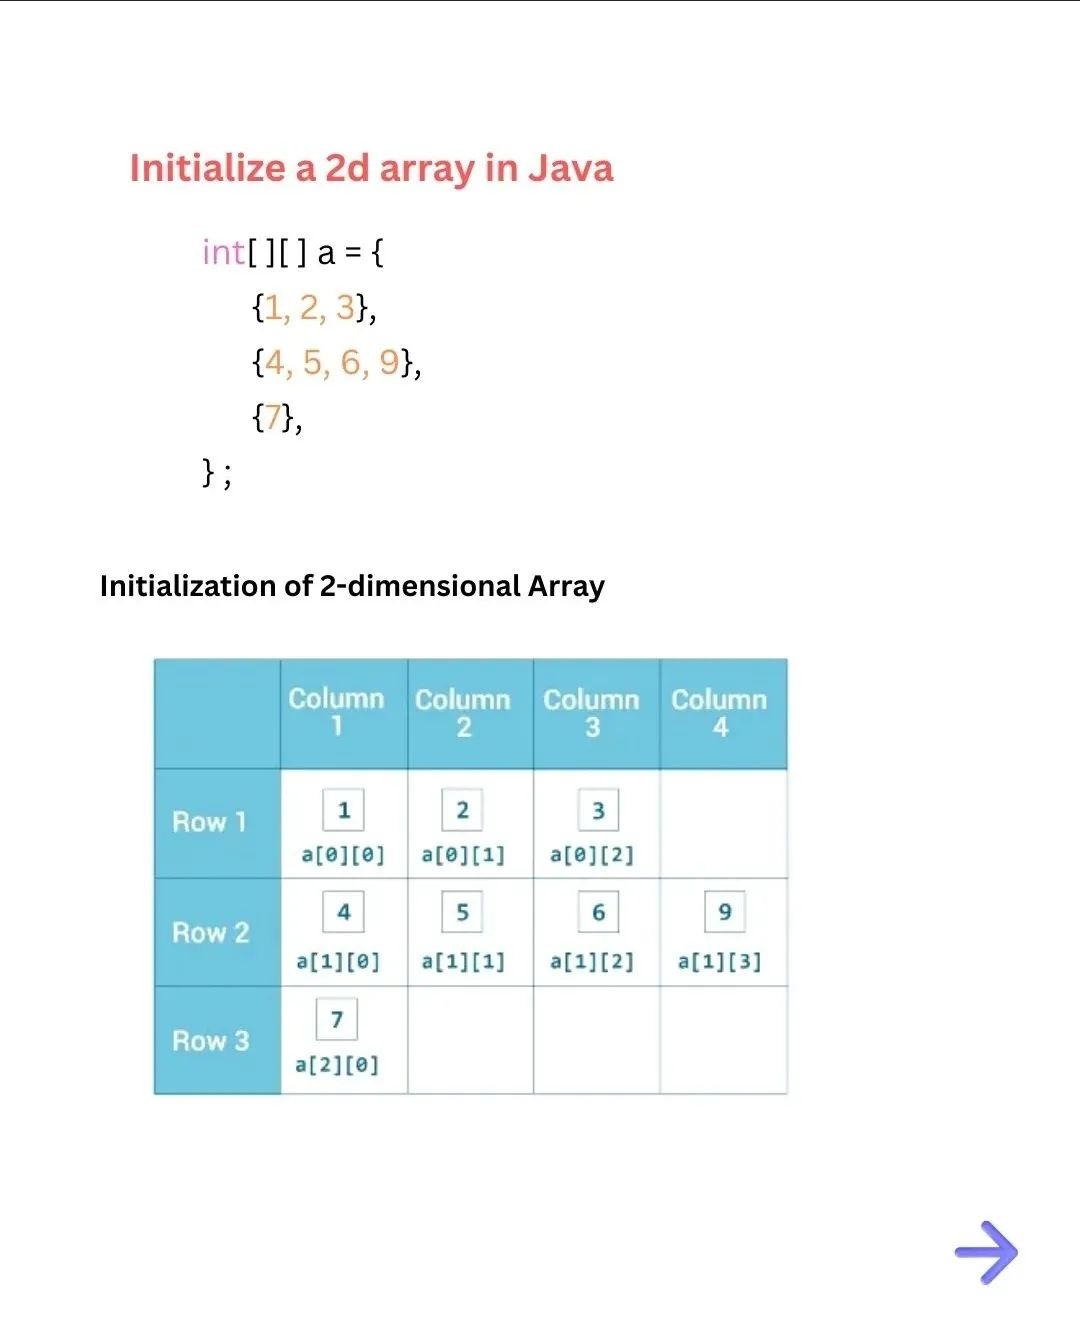 Initialize a 2d array in Java
int[ ][ ] a = {
{1, 2, 3},
{4, 5, 6, 9},
{7},
} ;
Initialization of 2-dimensional Array
Column 1 Column 2 Column 3 Column 4
Row 1 1 2 3
a[0][0] a[0][1] a[0][2]
Row 2 4 5 6 9
a[1][0] a[1][1] a[1][2] a[1][3]
Row 3 7
a[2][0]